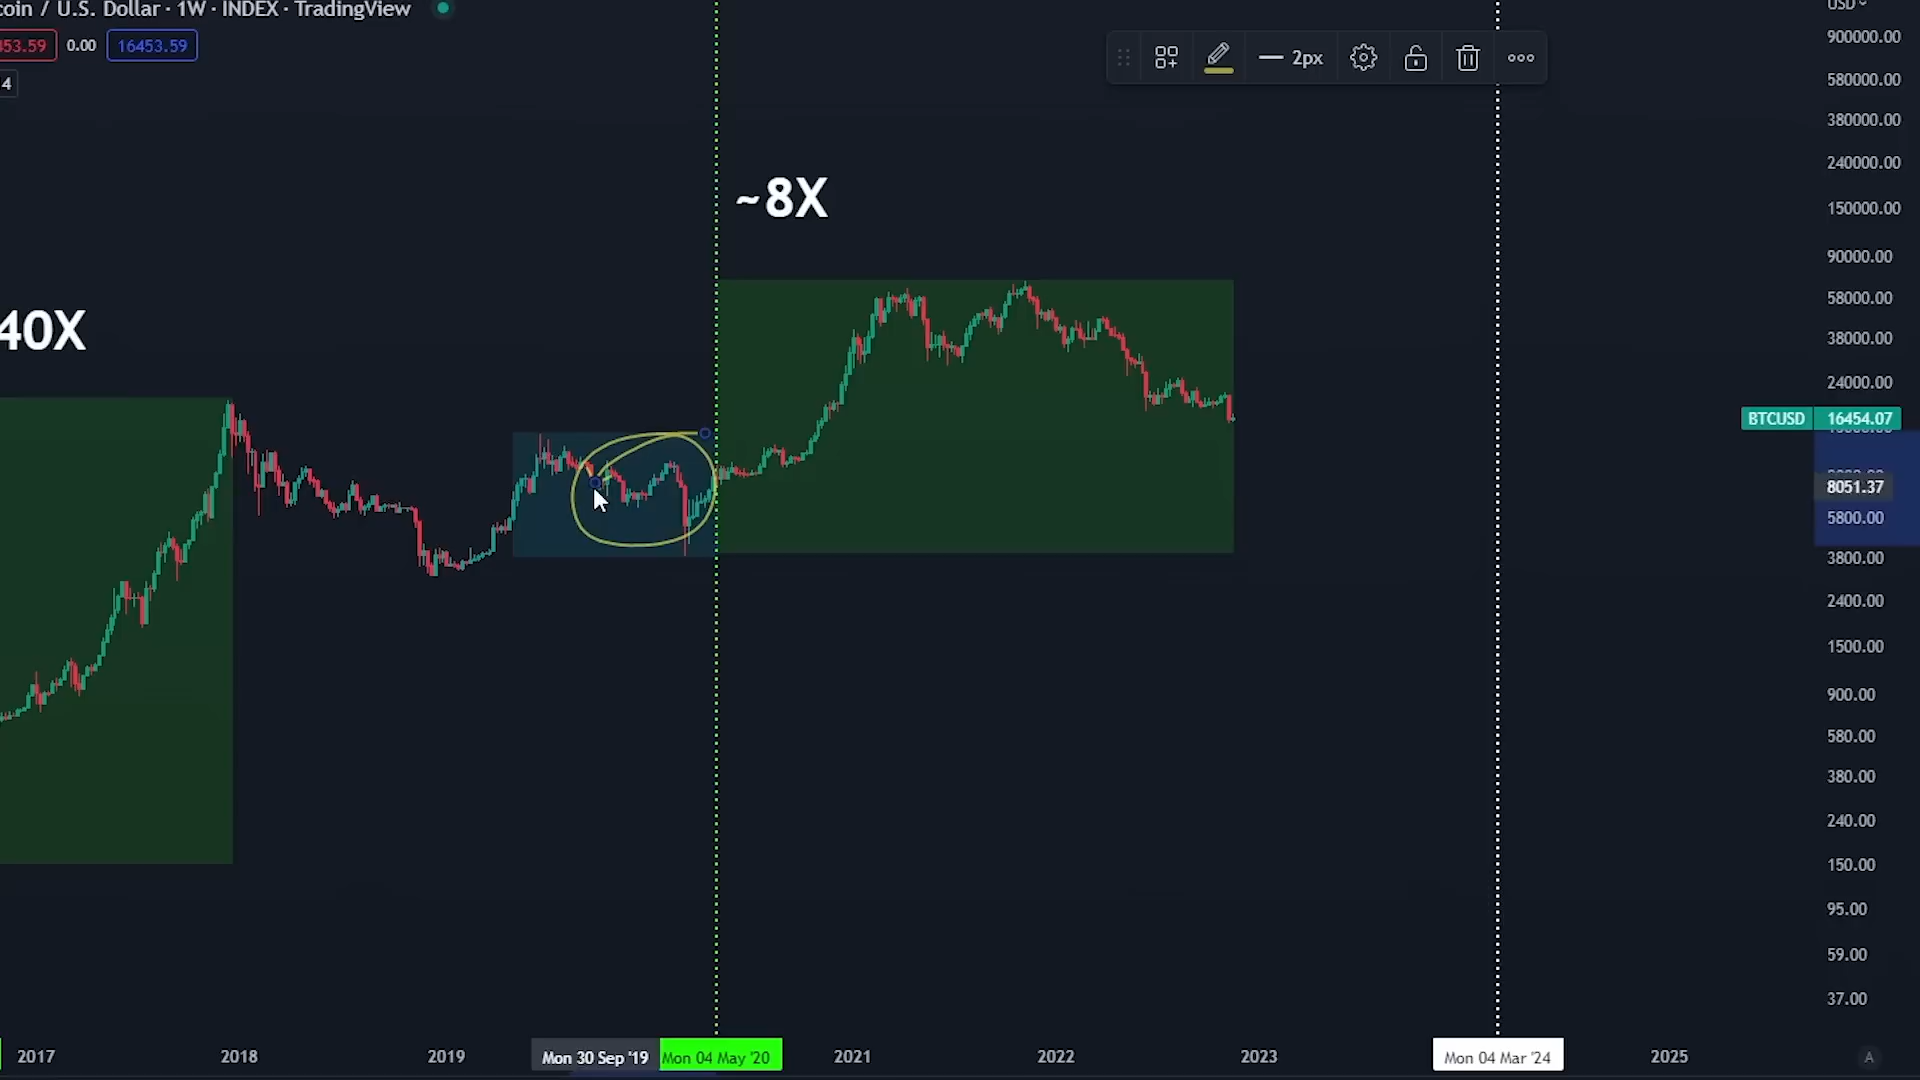 coin / U.S. Dollar · 1W · INDEX · TradingView
USD
453.59 0.00 16453.59
4
2px
900000.00
580000.00
380000.00
240000.00
150000.00
90000.00
58000.00
38000.00
24000.00
BTCUSD 16454.07
8051.37
5800.00
3800.00
2400.00
1500.00
900.00
580.00
380.00
240.00
150.00
95.00
59.00
37.00
~8X
40X
2017 2018 2019 Mon 30 Sep '19 Mon 04 May '20 2021 2022 2023 Mon 04 Mar '24 2025 A